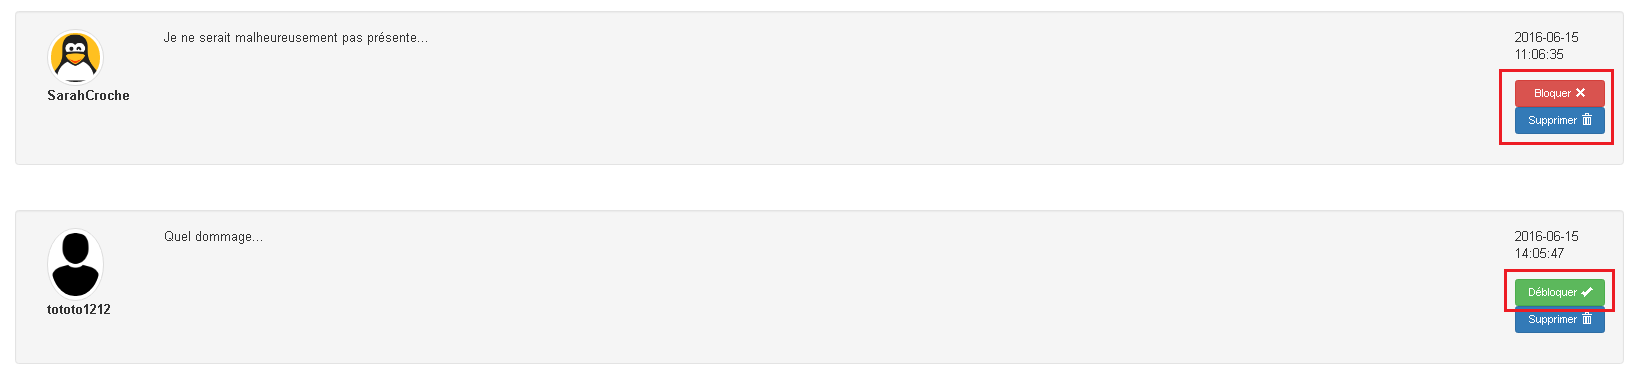 Je ne serait malheureusement pas présente...
2016-06-15
11:06:35
SarahCroche
Bloquer
Supprimer
Quel dommage...
2016-06-15
14:05:47
Débloquer
tototo1212
Supprimer